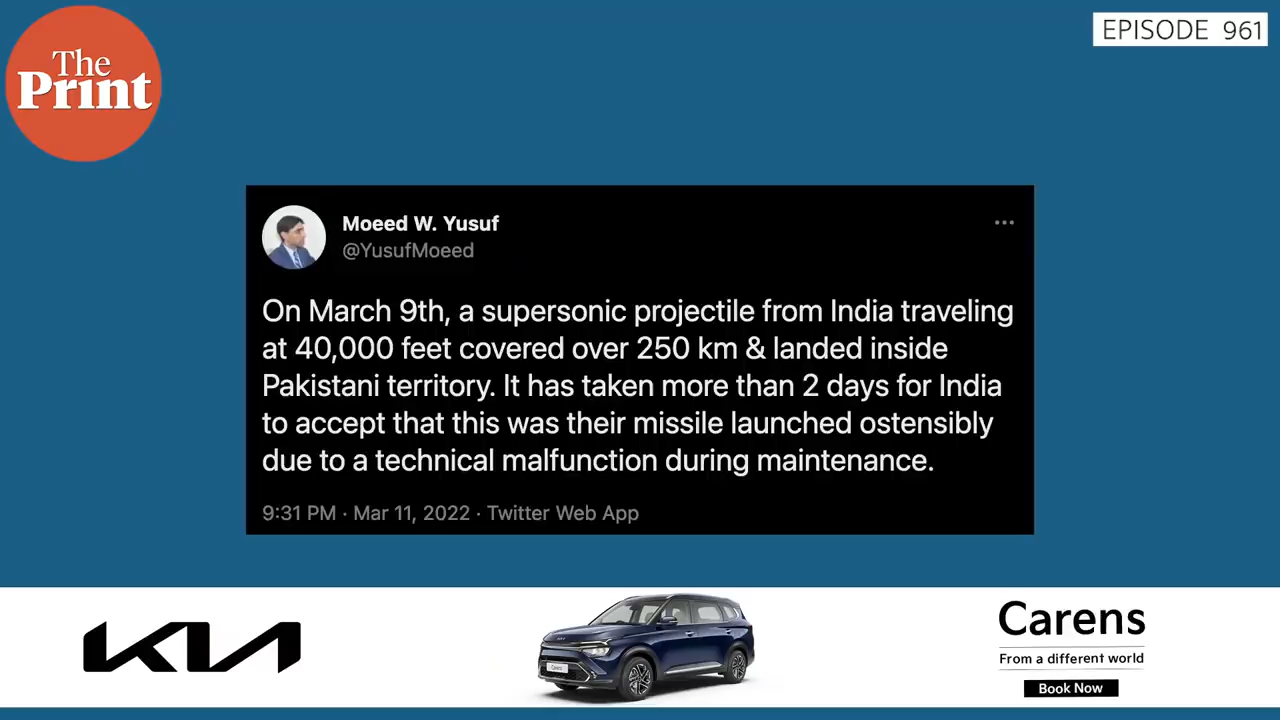 The
Print
EPISODE 961
Moeed W. Yusuf
@YusufMoeed
On March 9th, a supersonic projectile from India traveling
at 40,000 feet covered over 250 km & landed inside
Pakistani territory. It has taken more than 2 days for India
to accept that this was their missile launched ostensibly
due to a technical malfunction during maintenance.
9:31 PM · Mar 11, 2022 · Twitter Web App
KIA
Carens
Carens
From a different world
Book Now